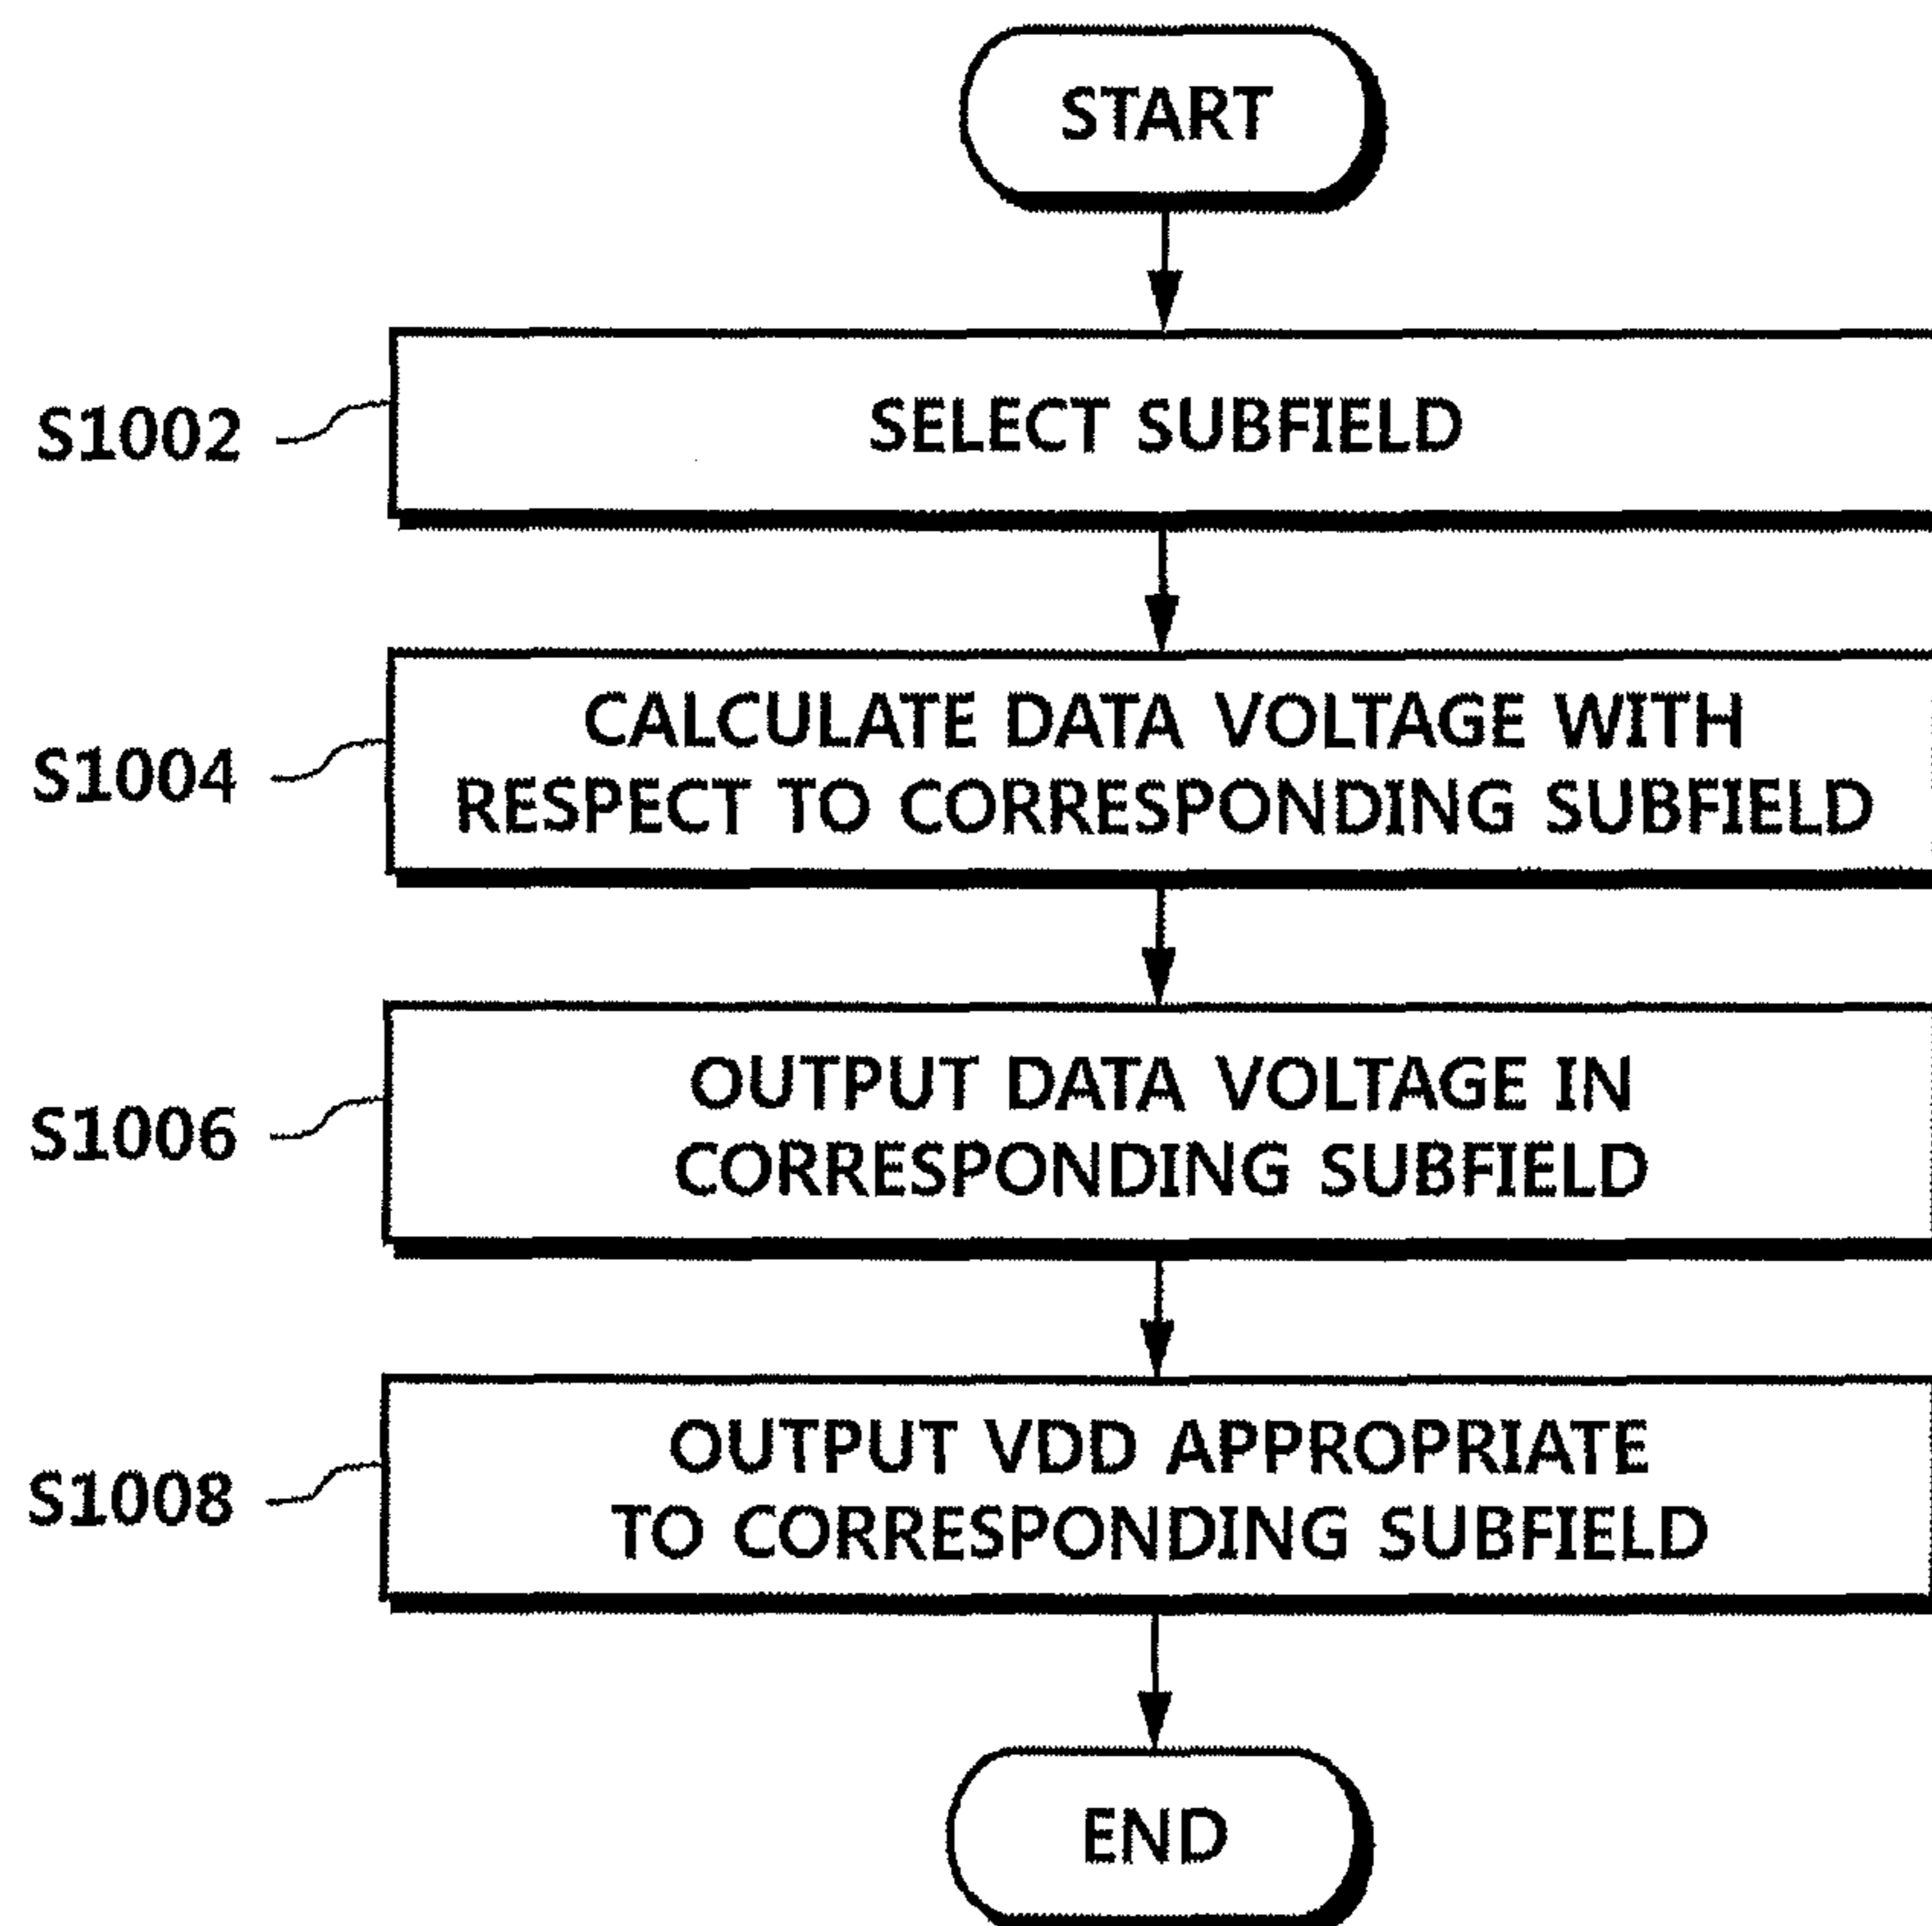 START
S1002
SELECT SUBFIELD
S1004
CALCULATE DATA VOLTAGE WITH
RESPECT TO CORRESPONDING SUBFIELD
S1006
OUTPUT DATA VOLTAGE IN
CORRESPONDING SUBFIELD
S1008
OUTPUT VDD APPROPRIATE
TO CORRESPONDING SUBFIELD
END